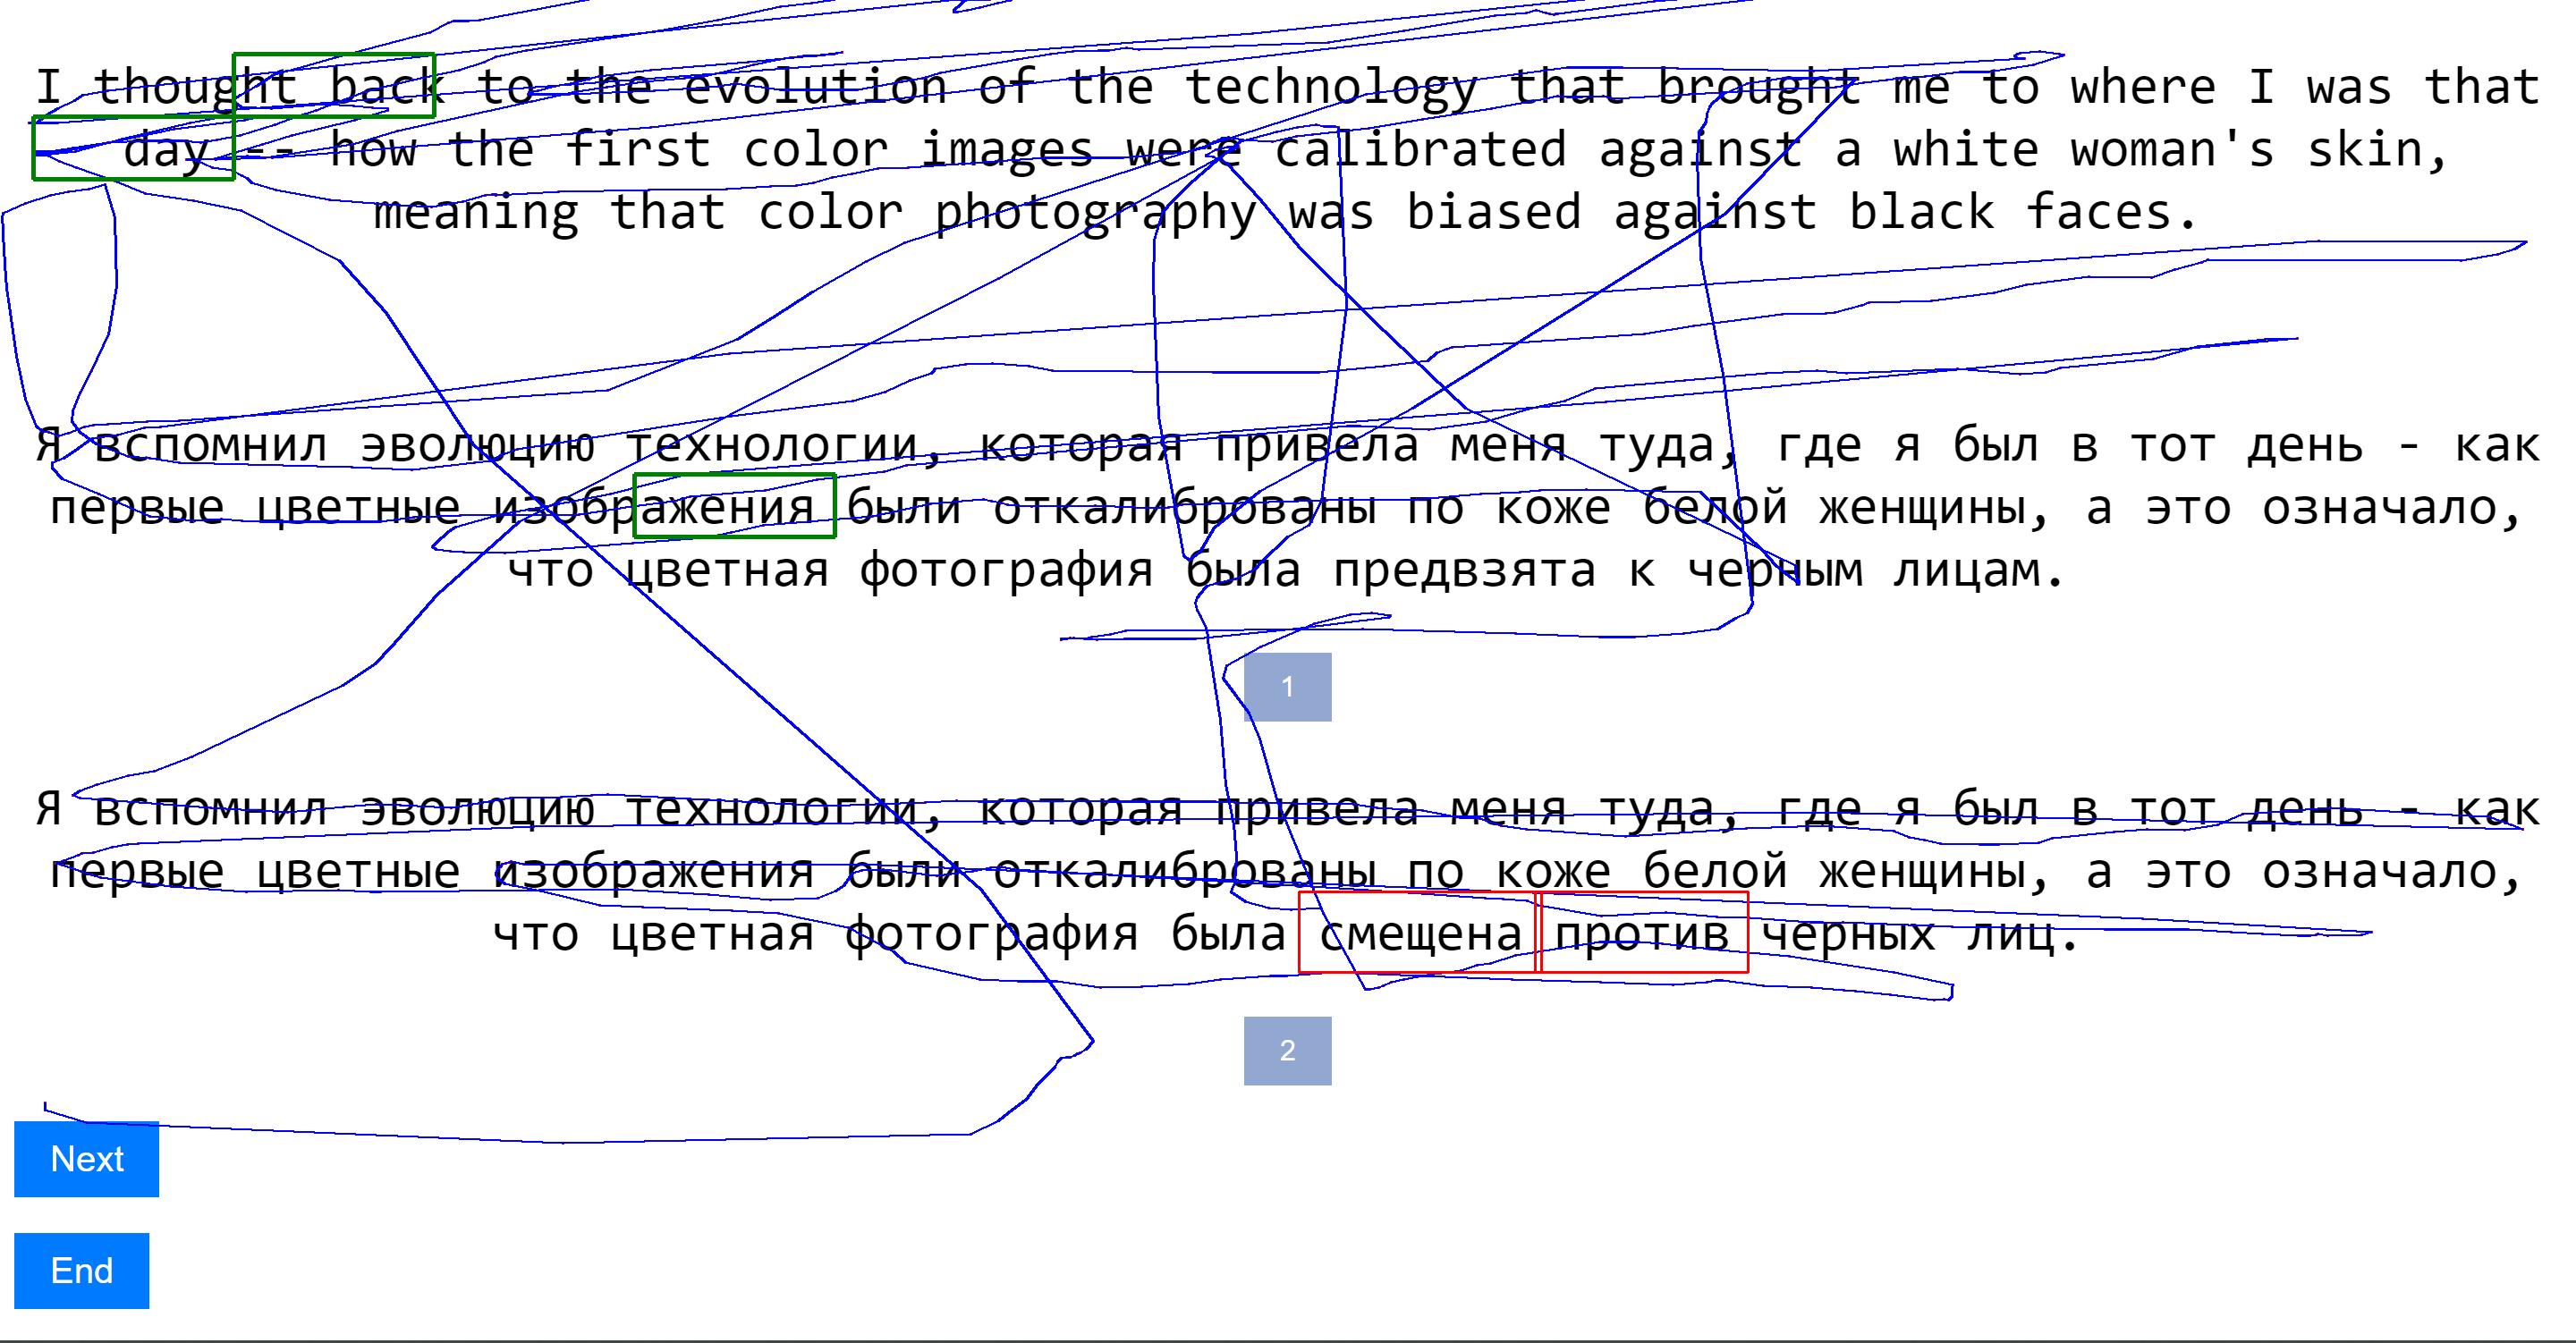 I thought back to the evolution of the technology that brought me to where I was that
day -- how the first color images were calibrated against a white woman's skin,
meaning that color photography was biased against black faces.
Я вспомнил эволюцию технологии, которая привела меня туда, где я был в тот день - как
первые цветные изображения были откалиброваны по коже белой женщины, а это означало,
что цветная фотография была предвзята к черным лицам.
1
Я вспомнил эволюцию технологии, которая привела меня туда, где я был в тот день - как
первые цветные изображения были откалиброваны по коже белой женщины, а это означало,
что цветная фотография была смещена против черных лиц.
2
Next
End